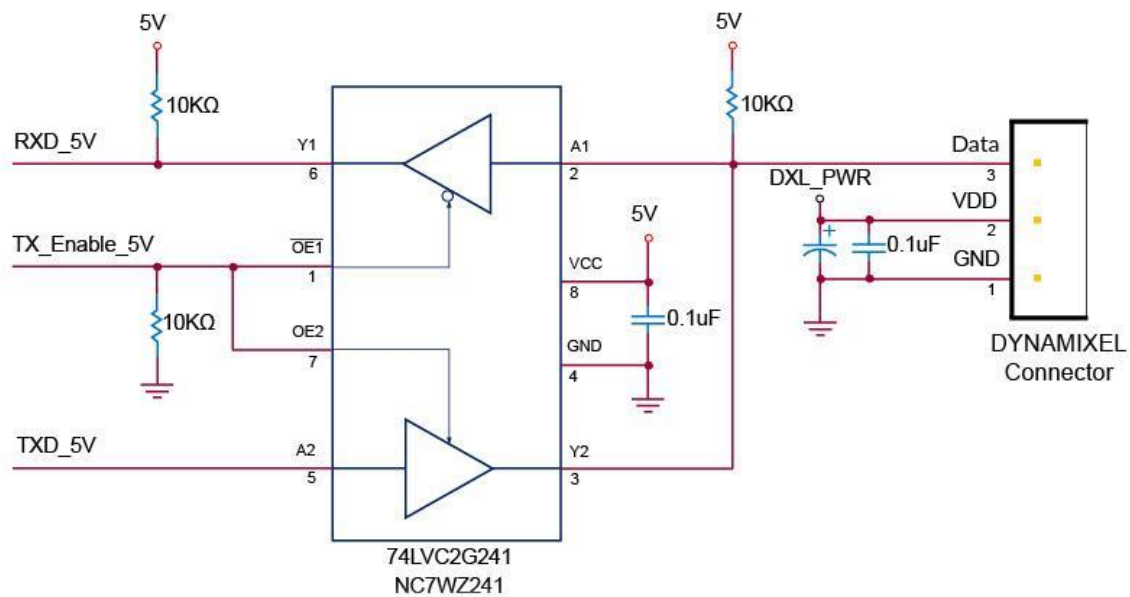 5V
10KΩ
RXD_5V
Y1
6
A1
2
5V
10KΩ
Data
3
DXL_PWR
VDD
2
+
0.1uF
GND
1
DYNAMIXEL
Connector
TX_Enable_5V
O̅E̅1̅
1
10KΩ
OE2
7
5V
VCC
8
0.1uF
GND
4
TXD_5V
A2
5
Y2
3
74LVC2G241
NC7WZ241